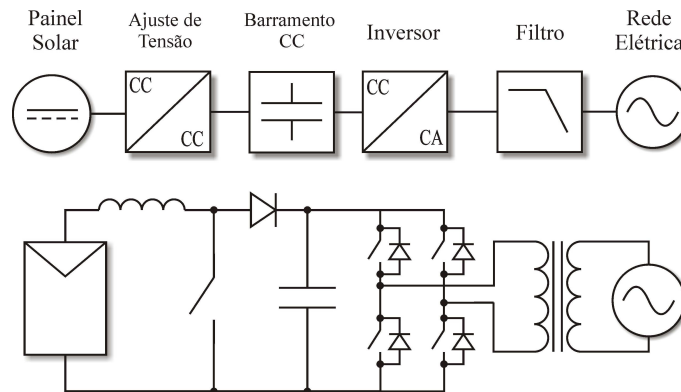 Painel
Solar
Ajuste de
Tensão
Barramento
CC
Inversor
Filtro
Rede
Elétrica
CC
CC
CC
CA